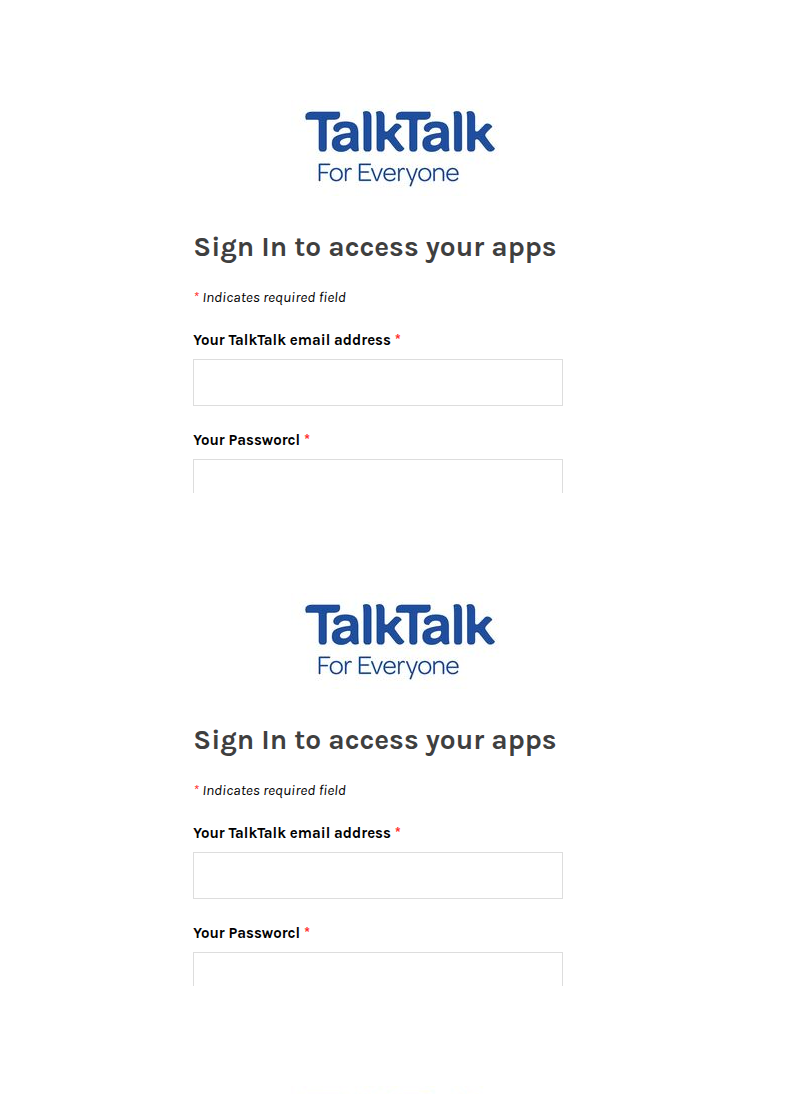 TalkTalk
For Everyone
Sign In to access your apps
* Indicates required field
Your TalkTalk email address *
Your Passworcl *
TalkTalk
For Everyone
Sign In to access your apps
* Indicates required field
Your TalkTalk email address *
Your Passworcl *